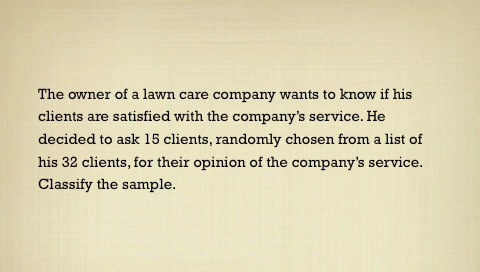 The owner of a lawn care company wants to know if his
clients are satisfied with the company's service. He
decided to ask 15 clients, randomly chosen from a list of
his 32 clients, for their opinion of the company's service.
Classify the sample.